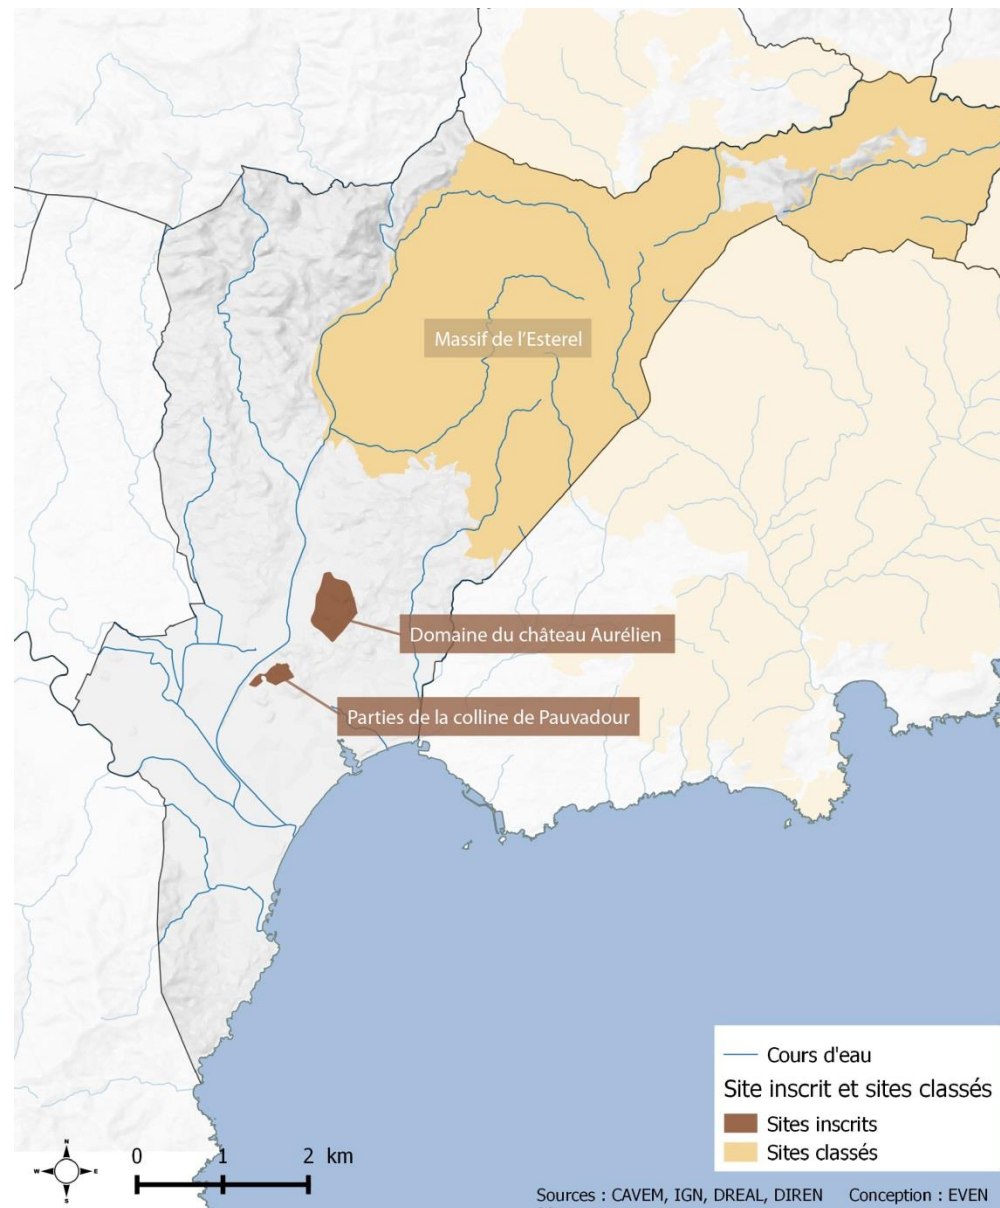 Massif de l'Esterel
Domaine du château Aurélien
Parties de la colline de Pauvadour
Cours d'eau
Site inscrit et sites classés
Sites inscrits
Sites classés
N
W E
S
0 1 2 km
Sources : CAVEM, IGN, DREAL, DIREN Conception : EVEN